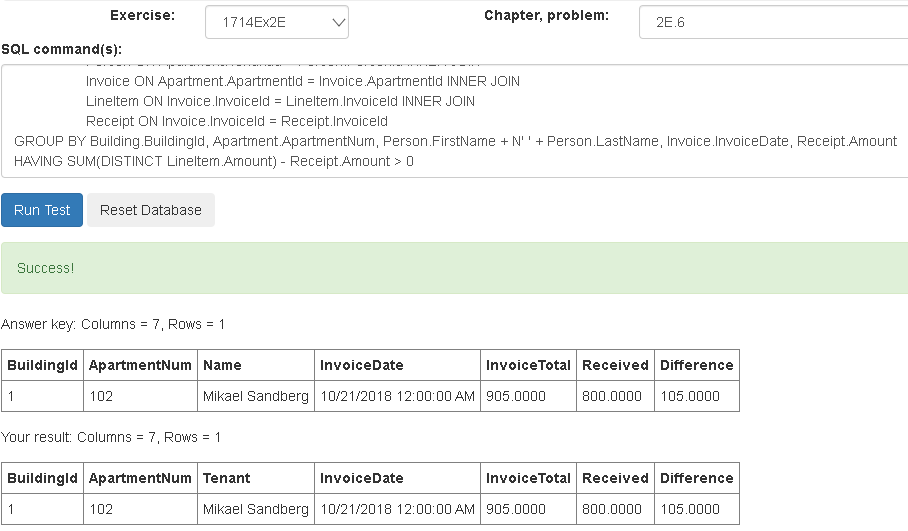 Exercise: 1714Ex2E Chapter, problem: 2E.6
SQL command(s):
Invoice ON Apartment.ApartmentId = Invoice.ApartmentId INNER JOIN
LineItem ON Invoice.InvoiceId = LineItem.InvoiceId INNER JOIN
Receipt ON Invoice.InvoiceId = Receipt.InvoiceId
GROUP BY Building.BuildingId, Apartment.ApartmentNum, Person.FirstName + N' ' + Person.LastName, Invoice.InvoiceDate, Receipt.Amount
HAVING SUM(DISTINCT LineItem.Amount) - Receipt.Amount > 0
Run Test Reset Database
Success!
Answer key: Columns = 7, Rows = 1
BuildingId ApartmentNum Name InvoiceDate InvoiceTotal Received Difference
1 102 Mikael Sandberg 10/21/2018 12:00:00 AM 905.0000 800.0000 105.0000
Your result: Columns = 7, Rows = 1
BuildingId ApartmentNum Tenant InvoiceDate InvoiceTotal Received Difference
1 102 Mikael Sandberg 10/21/2018 12:00:00 AM 905.0000 800.0000 105.0000